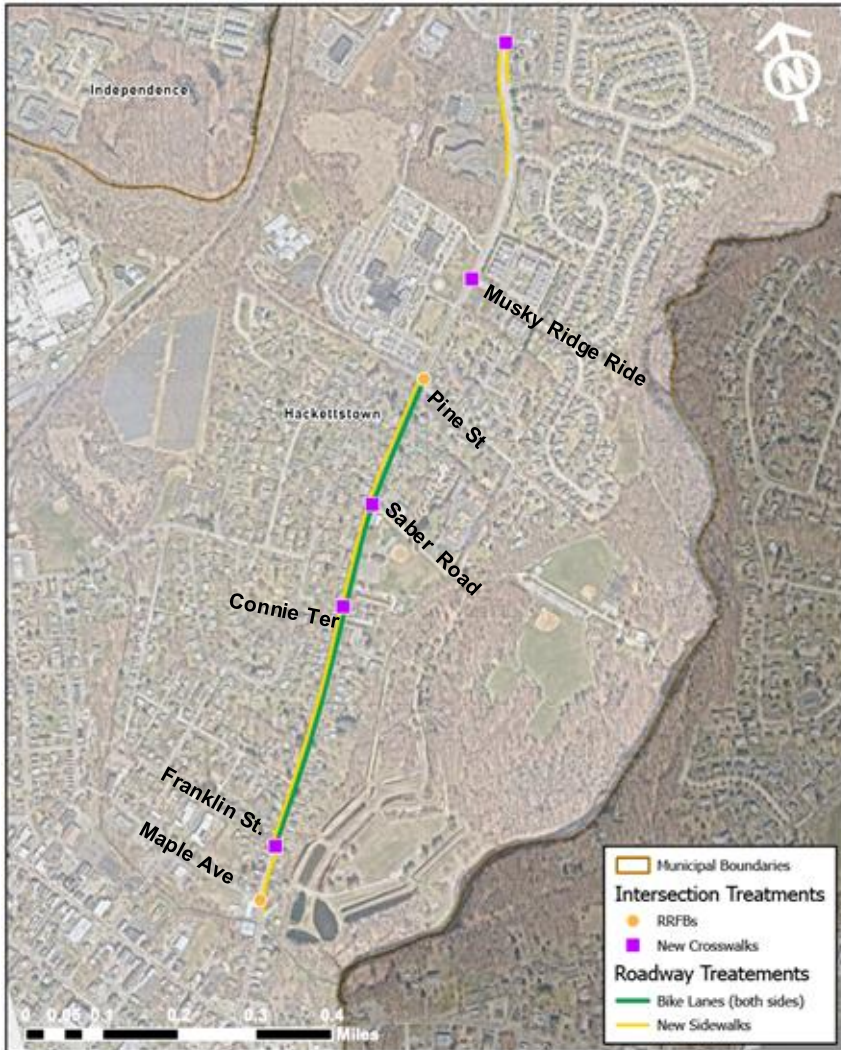 Independence
N
Musky Ridge Ride
Hackettstown
Pine St
Saber Road
Connie Ter
Franklin St.
Maple Ave
Municipal Boundaries
Intersection Treatments
RRFBs
New Crosswalks
Roadway Treatements
Bike Lanes (both sides)
New Sidewalks
0 0.05 0.1 0.2 0.3 0.4
Miles